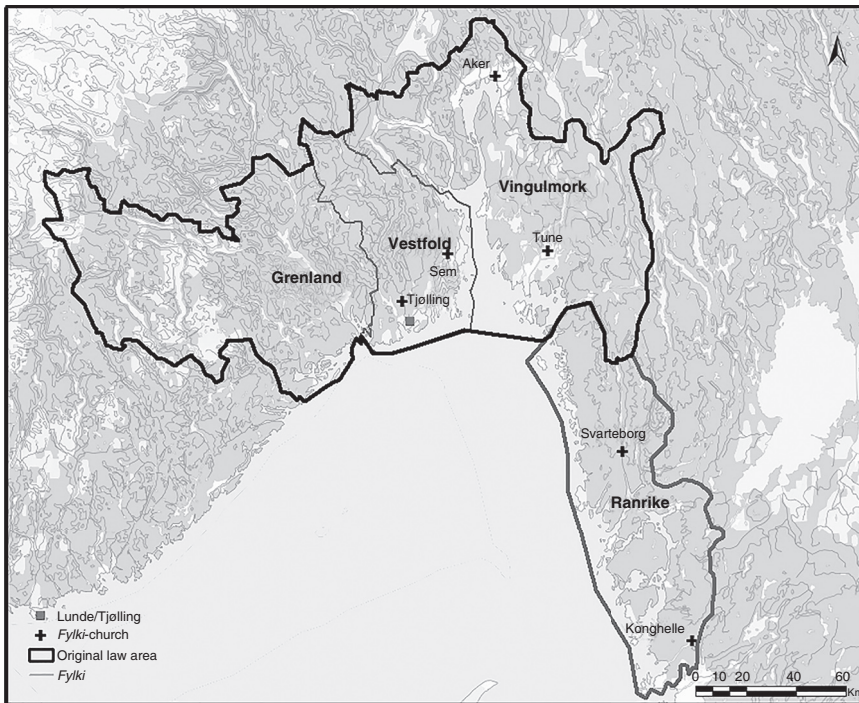 Aker
Vingulmork
Vestfold
Tune
Sem
Grenland
Tjølling
Svarteborg
Ranrike
Konghelle
Lunde/Tjølling
Fylki-church
Original law area
Fylki
0 10 20 40 60
Km